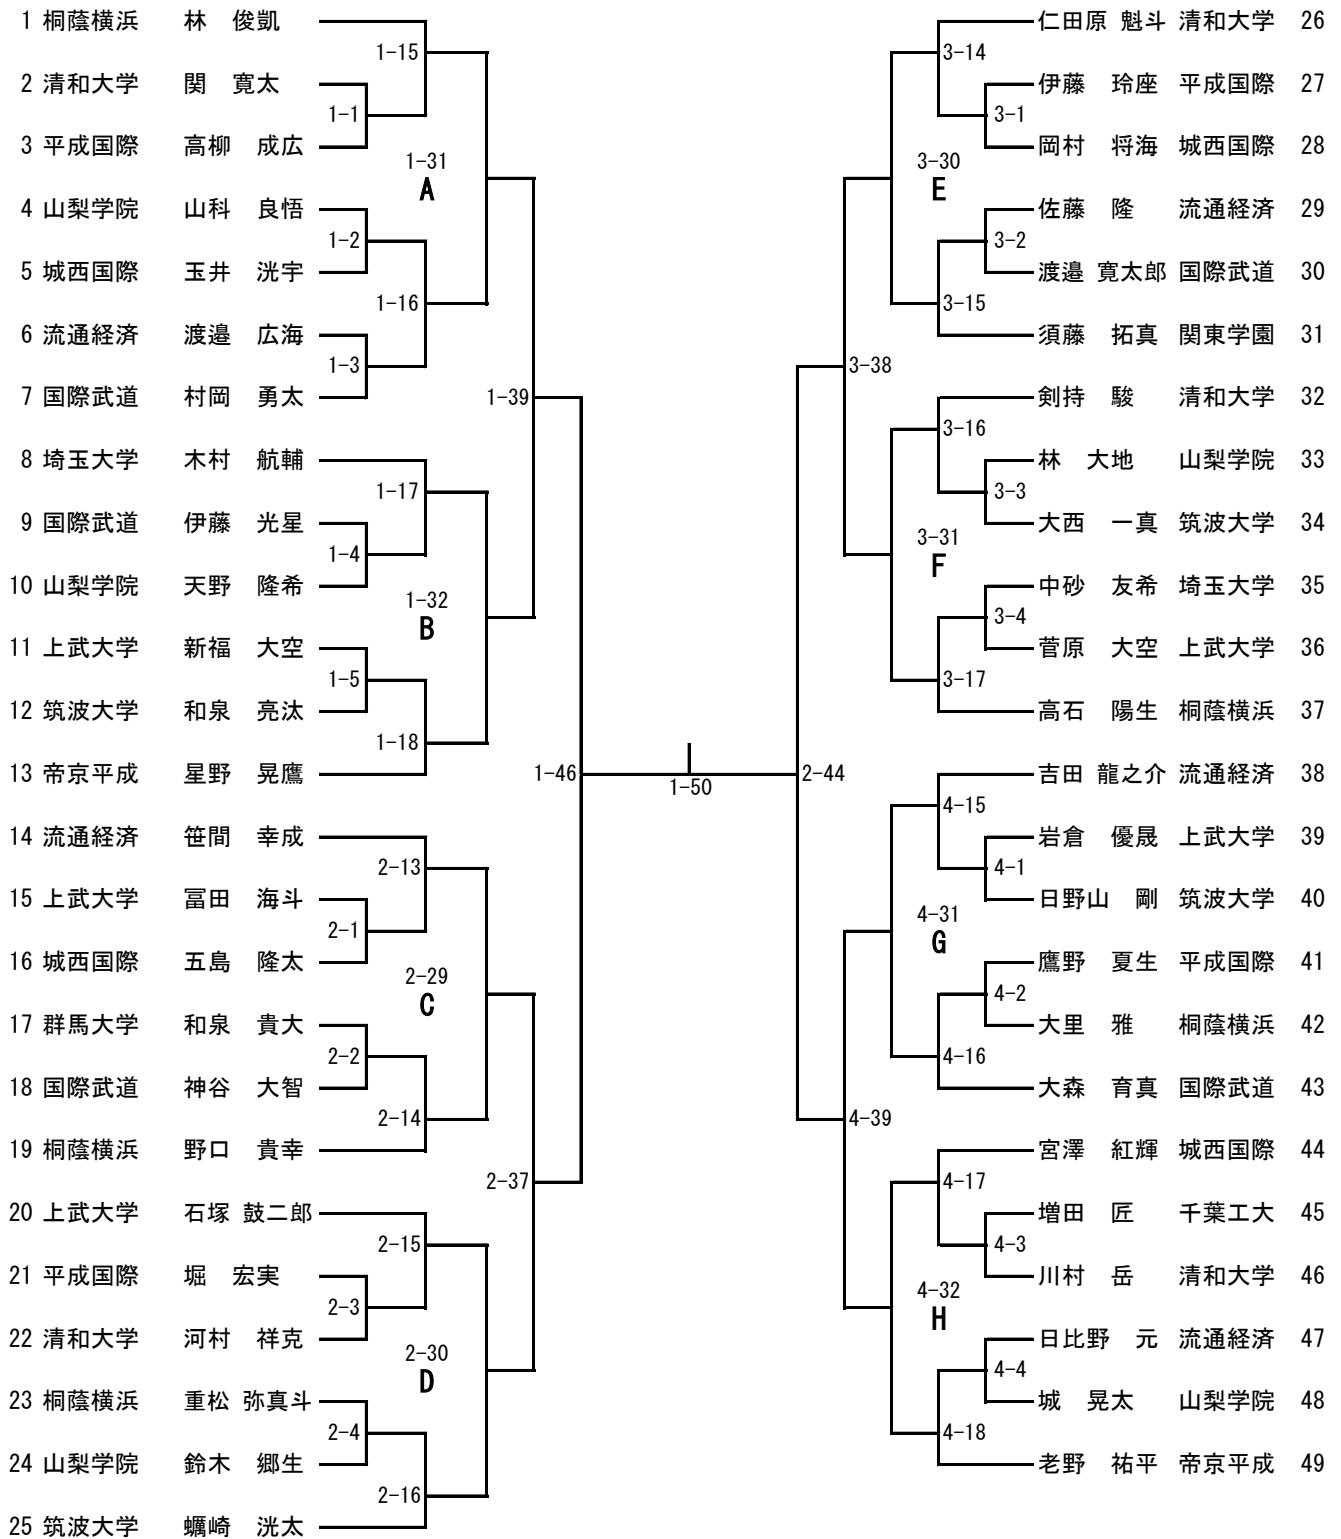 1 桐蔭横浜 林 俊凱
1-15
2 清和大学 関 寛太
1-1
3 平成国際 高柳 成広
1-31
A
4 山梨学院 山科 良悟
1-2
5 城西国際 玉井 洸宇
1-16
6 流通経済 渡邉 広海
1-3
7 国際武道 村岡 勇太
1-39
8 埼玉大学 木村 航輔
1-17
9 国際武道 伊藤 光星
1-4
10 山梨学院 天野 隆希
1-32
B
11 上武大学 新福 大空
1-5
12 筑波大学 和泉 亮汰
1-18
13 帝京平成 星野 晃鷹
1-46
14 流通経済 笹間 幸成
2-13
15 上武大学 冨田 海斗
2-1
16 城西国際 五島 隆太
2-29
C
17 群馬大学 和泉 貴大
2-2
18 国際武道 神谷 大智
2-14
19 桐蔭横浜 野口 貴幸
2-37
20 上武大学 石塚 鼓二郎
2-15
21 平成国際 堀 宏実
2-3
22 清和大学 河村 祥克
2-30
D
23 桐蔭横浜 重松 弥真斗
2-4
24 山梨学院 鈴木 郷生
2-16
25 筑波大学 蠣崎 洸太
1-50
仁田原 魁斗 清和大学 26
3-14
伊藤 玲座 平成国際 27
3-1
岡村 将海 城西国際 28
3-30
E
佐藤 隆 流通経済 29
3-2
渡邉 寛太郎 国際武道 30
3-15
須藤 拓真 関東学園 31
3-38
剣持 駿 清和大学 32
3-16
林 大地 山梨学院 33
3-3
大西 一真 筑波大学 34
3-31
F
中砂 友希 埼玉大学 35
3-4
菅原 大空 上武大学 36
3-17
高石 陽生 桐蔭横浜 37
2-44
吉田 龍之介 流通経済 38
4-15
岩倉 優晟 上武大学 39
4-1
日野山 剛 筑波大学 40
4-31
G
鷹野 夏生 平成国際 41
4-2
大里 雅 桐蔭横浜 42
4-16
大森 育真 国際武道 43
4-39
宮澤 紅輝 城西国際 44
4-17
増田 匠 千葉工大 45
4-3
川村 岳 清和大学 46
4-32
H
日比野 元 流通経済 47
4-4
城 晃太 山梨学院 48
4-18
老野 祐平 帝京平成 49